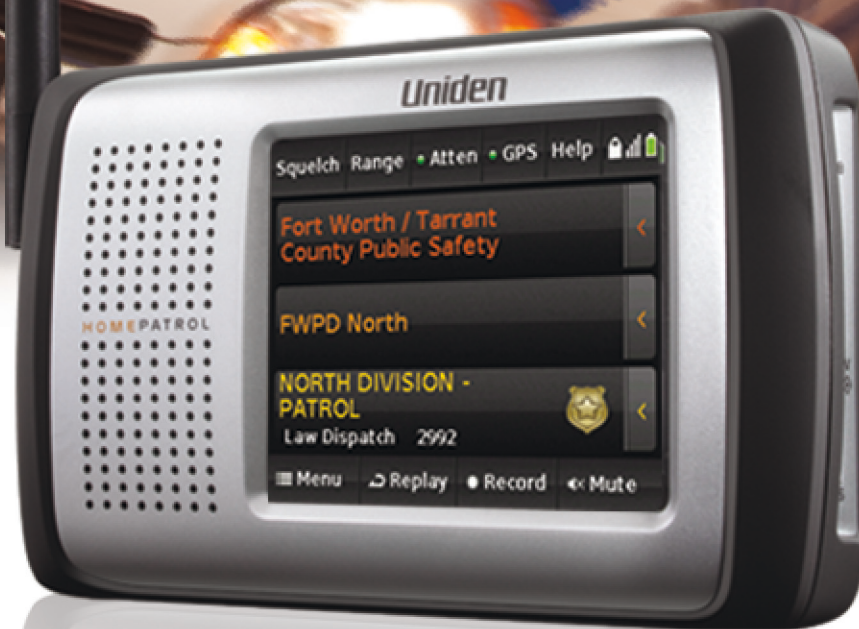 Uniden
Squelch Range • Atten • GPS Help
Fort Worth / Tarrant
County Public Safety
HOMEPATROL
FWPD North
NORTH DIVISION -
PATROL
Law Dispatch 2992
Menu Replay Record Mute